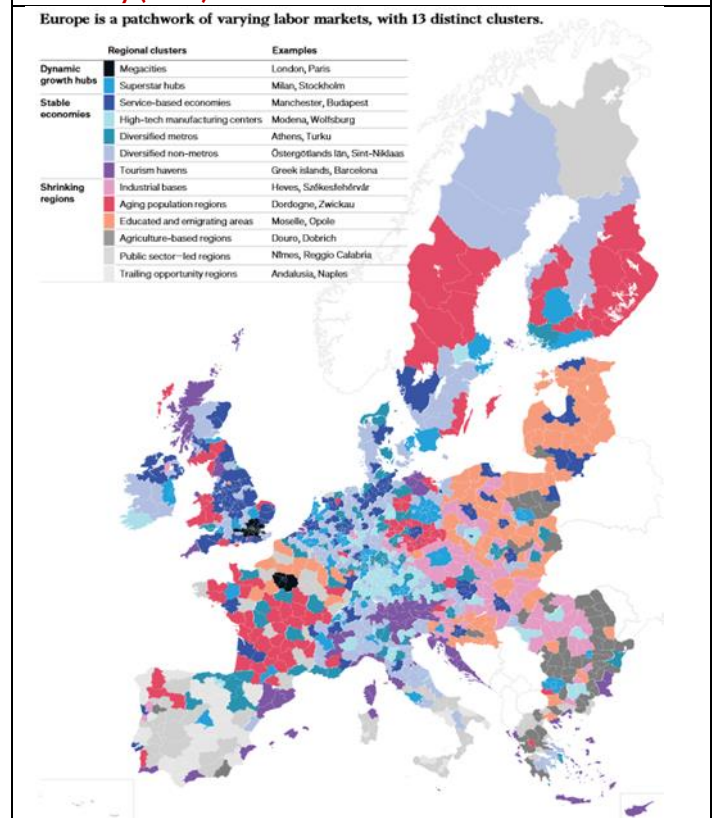 Europe is a patchwork of varying labor markets, with 13 distinct clusters.
Regional clusters Examples
Dynamic growth hubs Megacities London, Paris
Superstar hubs Milan, Stockholm
Stable economies Service-based economies Manchester, Budapest
High-tech manufacturing centers Modena, Wolfsburg
Diversified metros Athens, Turku
Diversified non-metros Östergötlands län, Sint-Niklaas
Tourism havens Greek islands, Barcelona
Shrinking regions Industrial bases Heves, Székesfehérvár
Aging population regions Dordogne, Zwickau
Educated and emigrating areas Moselle, Opole
Agriculture-based regions Douro, Dobrich
Public sector–led regions Nîmes, Reggio Calabria
Trailing opportunity regions Andalusia, Naples